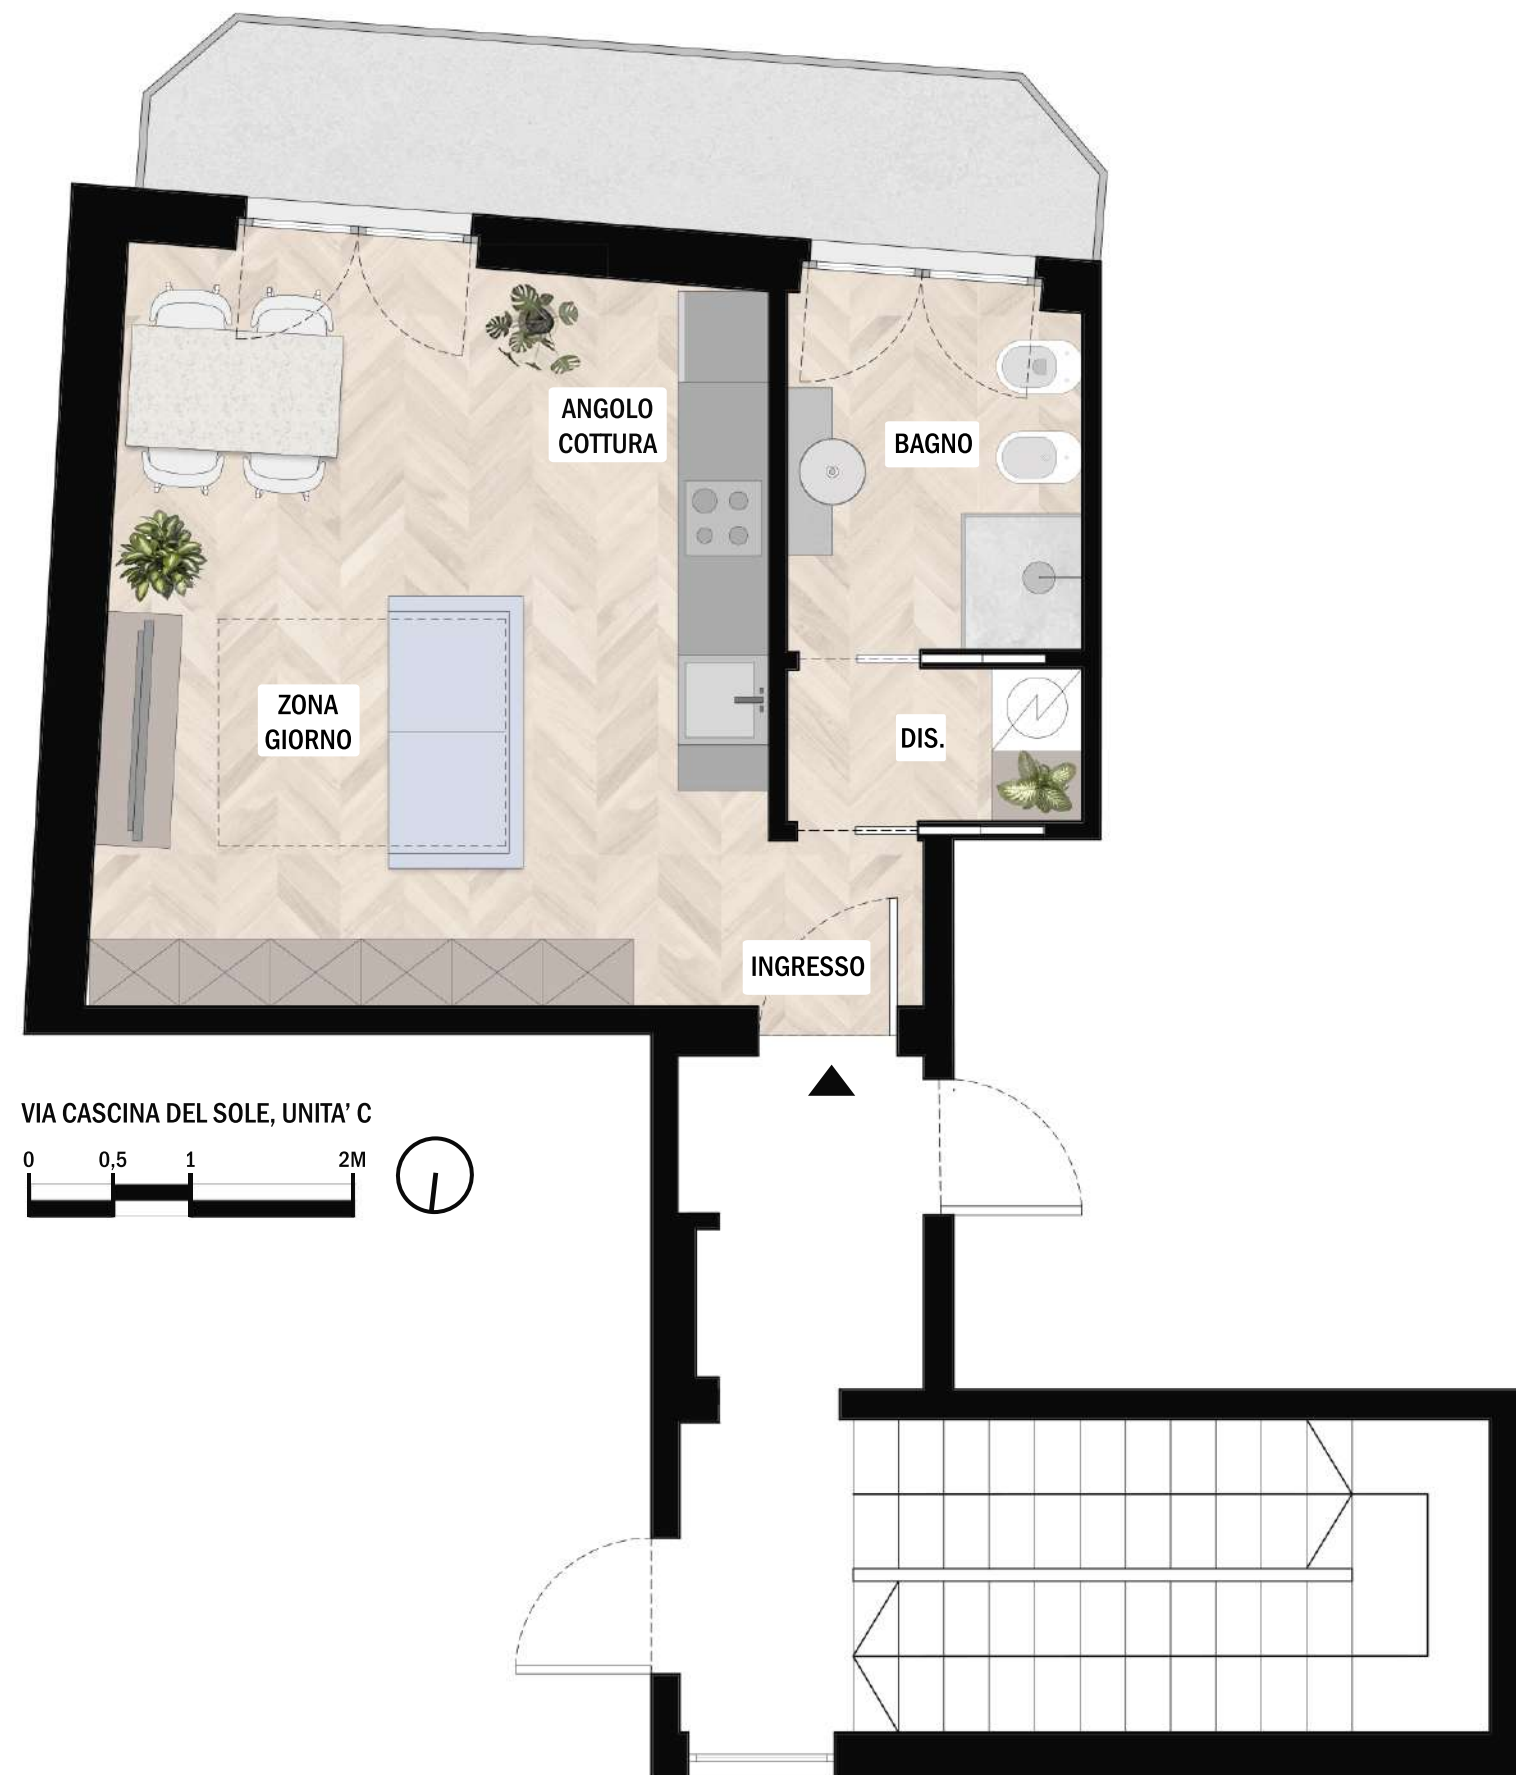 ANGOLO
COTTURA
BAGNO
ZONA
GIORNO
DIS.
INGRESSO
VIA CASCINA DEL SOLE, UNITA' C
0 0,5 1 2M